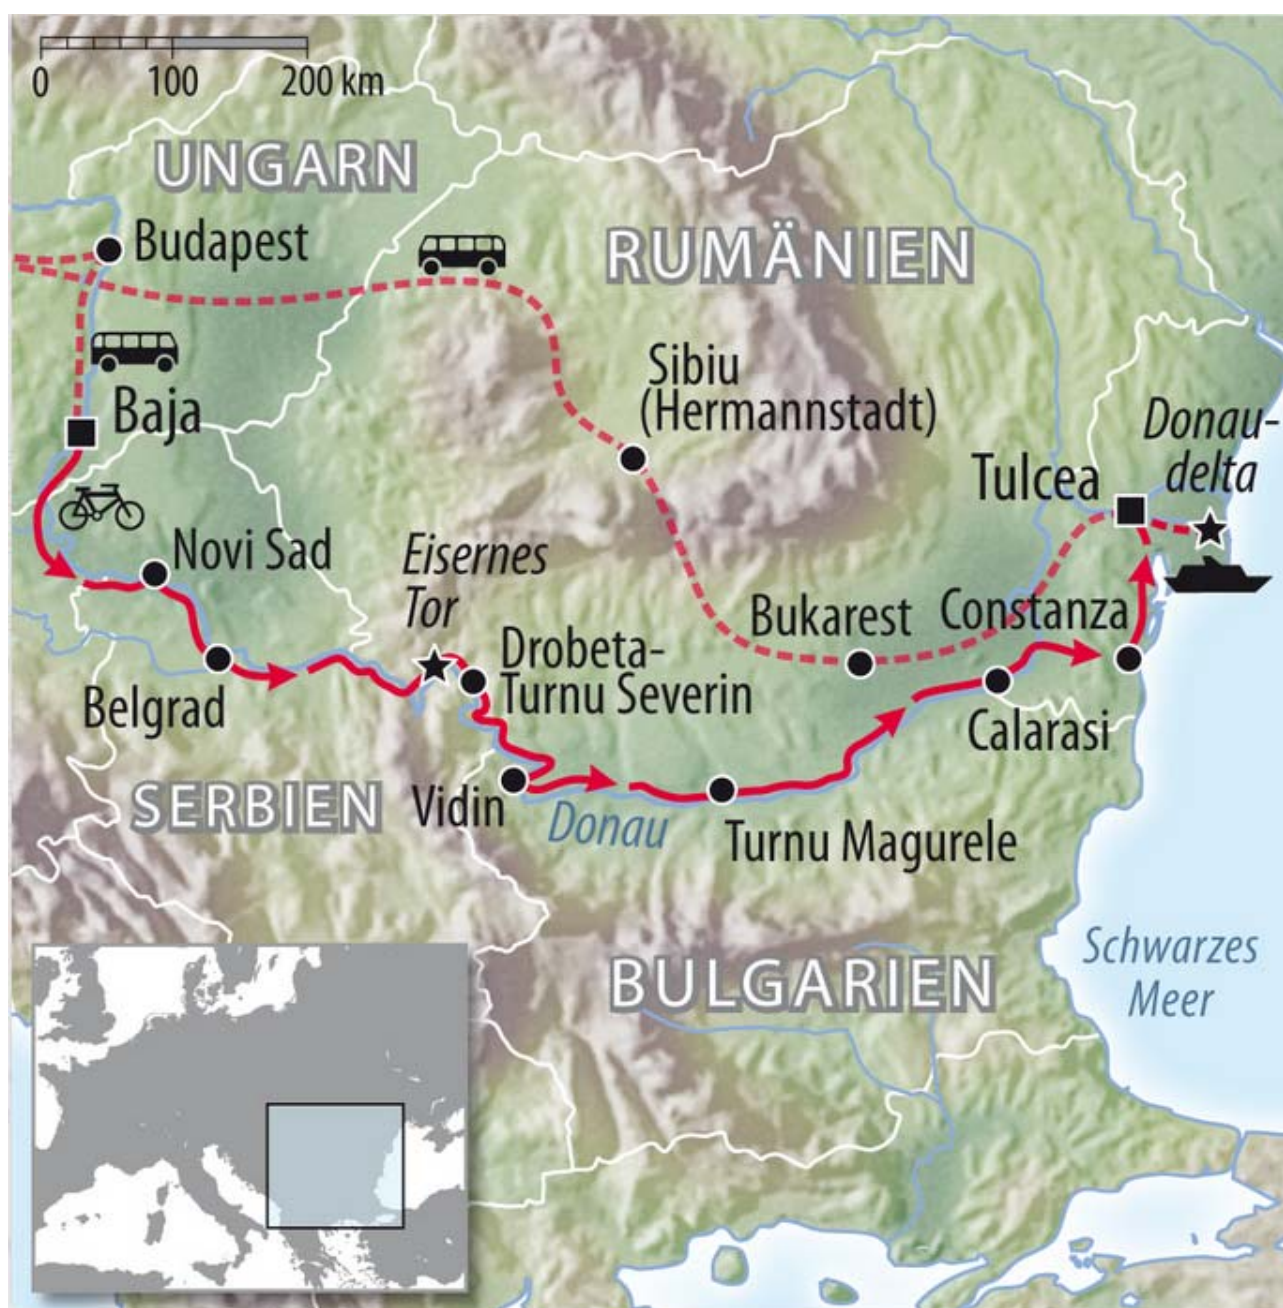 0 100 200 km
UNGARN
Budapest
RUMÄNIEN
Sibiu
(Hermannstadt)
Baja
Donau-
delta
Tulcea
Novi Sad
Eisernes
Tor
Bukarest
Constanza
Drobeta-
Turnu Severin
Belgrad
Calarasi
SERBIEN
Vidin
Donau
Turnu Magurele
BULGARIEN
Schwarzes
Meer